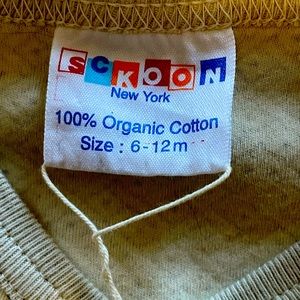 SCKOON
New York
100% Organic Cotton
Size : 6-12m